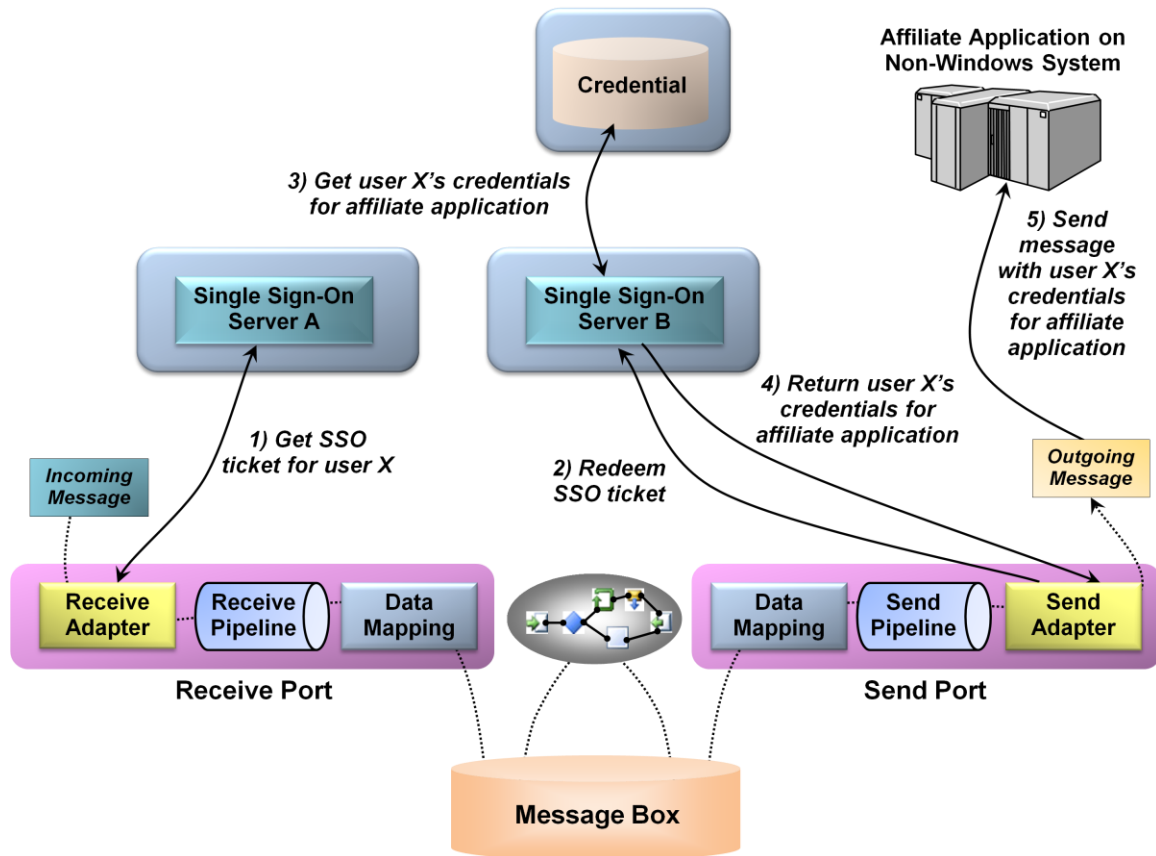 Affiliate Application on
Non-Windows System
Credential
3) Get user X's credentials
for affiliate application
5) Send
message
with user X's
credentials
for affiliate
application
Single Sign-On
Server A
Single Sign-On
Server B
4) Return user X's
credentials for
affiliate application
1) Get SSO
ticket for user X
2) Redeem
SSO ticket
Incoming
Message
Outgoing
Message
Receive
Adapter
Receive
Pipeline
Data
Mapping
Data
Mapping
Send
Pipeline
Send
Adapter
Receive Port
Send Port
Message Box